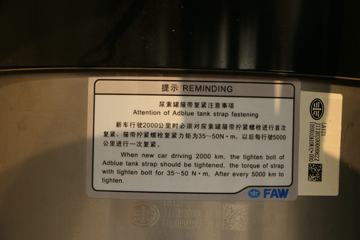 提示 REMINDING
尿素罐箍带复紧注意事项
Attention of Adblue tank strap fastening
新车行驶2000公里时必须对尿素罐箍带拧紧螺栓进行首次
复紧。箍带拧紧螺栓复紧力矩为35~50N·m，以后每行驶5000
公里进行一次复紧。
When new car driving 2000 km, the tighten bolt of
Adblue tank strap should be tightened, the torque of strap
with tighten bolt for 35~50 N·m. After every 5000 km to
tighten.
FAW